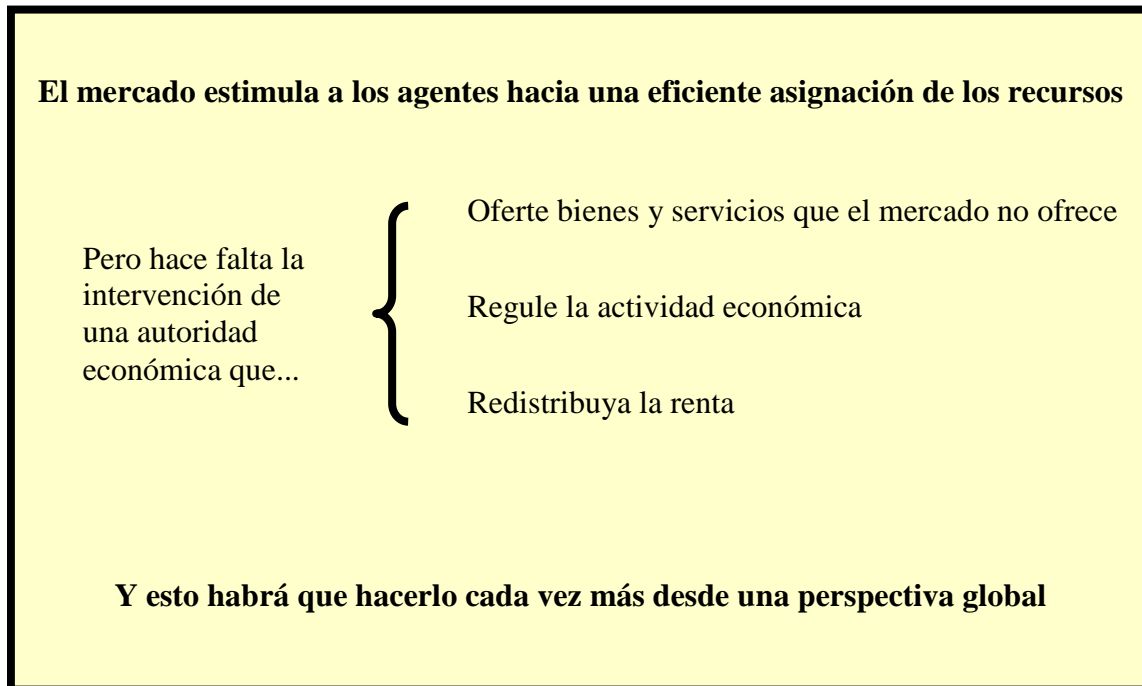 El mercado estimula a los agentes hacia una eficiente asignación de los recursos
Pero hace falta la
intervención de
una autoridad
económica que...
Oferte bienes y servicios que el mercado no ofrece
Regule la actividad económica
Redistribuya la renta
Y esto habrá que hacerlo cada vez más desde una perspectiva global